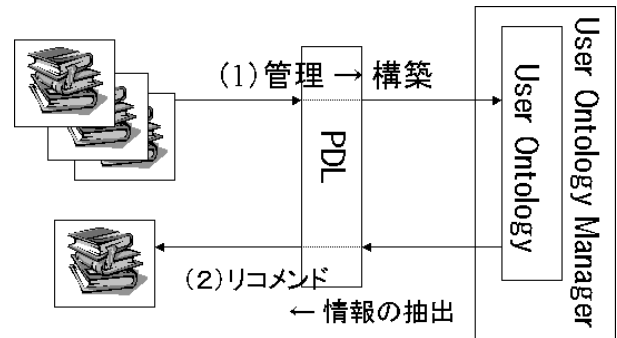 (1)管理 → 構築
PDL
User Ontology
User Ontology Manager
(2)リコメンド
← 情報の抽出